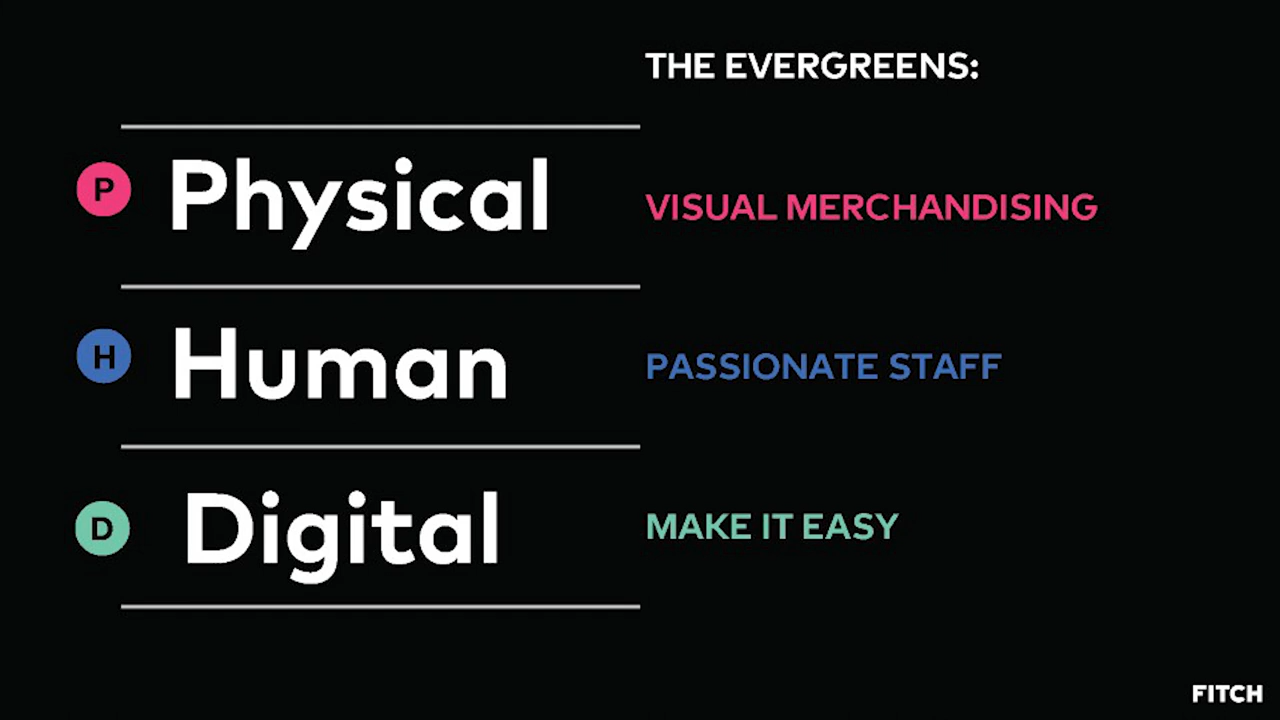 THE EVERGREENS:
P Physical VISUAL MERCHANDISING
H Human PASSIONATE STAFF
D Digital MAKE IT EASY
FITCH